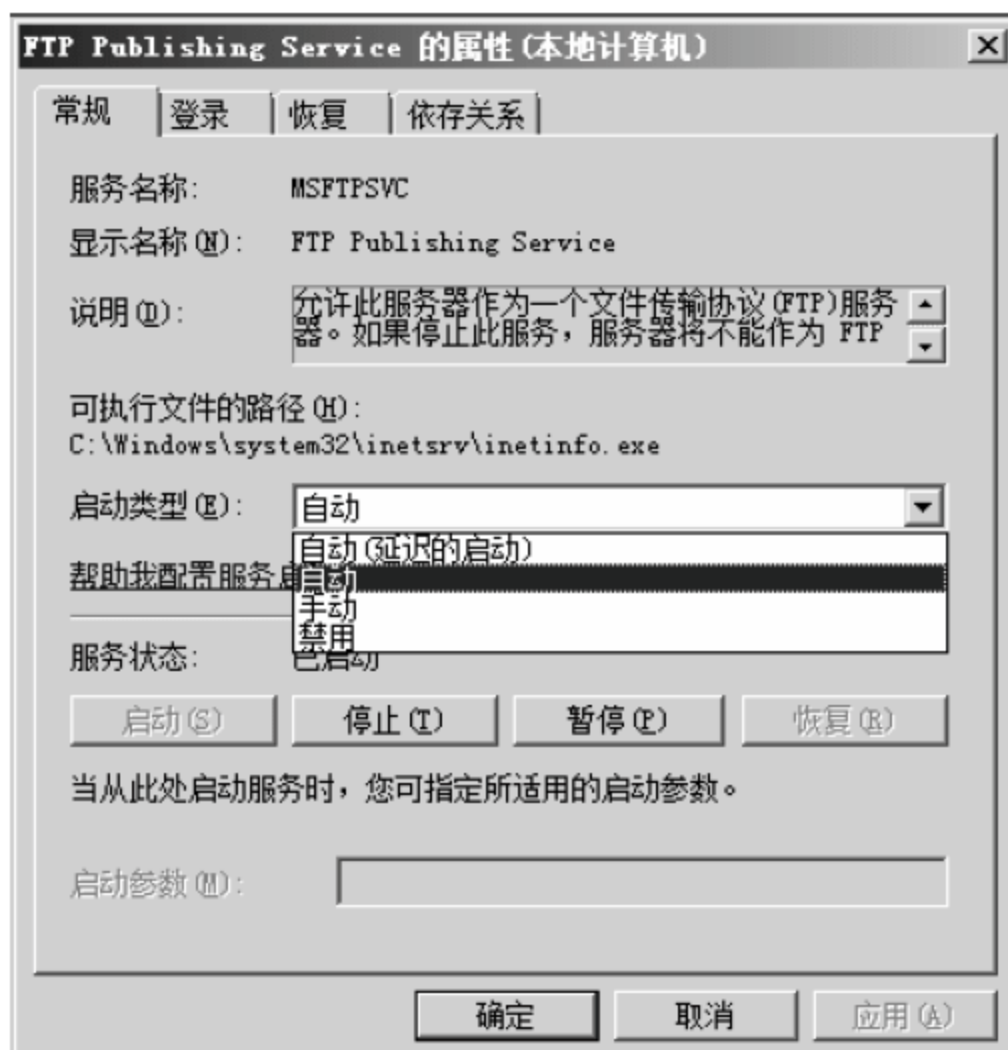 FTP Publishing Service 的属性(本地计算机)
常规 登录 恢复 依存关系
服务名称: MSFTPSVC
显示名称(N): FTP Publishing Service
说明(D): 允许此服务器作为一个文件传输协议(FTP)服务
器。如果停止此服务，服务器将不能作为 FTP
可执行文件的路径(H):
C:\Windows\system32\inetsrv\inetinfo.exe
启动类型(E): 自动
自动(延迟的启动)
帮助我配置服务启 自动
手动
禁用
服务状态: 已启动
启动(S) 停止(T) 暂停(P) 恢复(R)
当从此处启动服务时，您可指定所适用的启动参数。
启动参数(M):
确定 取消 应用(A)